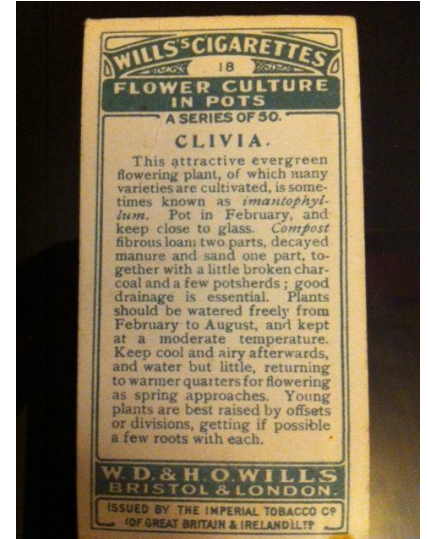 WILLS'S CIGARETTES
18
FLOWER CULTURE
IN POTS
A SERIES OF 50.
CLIVIA.
This attractive evergreen
flowering plant, of which many
varieties are cultivated, is some-
times known as imantophyl-
lum. Pot in February, and
keep close to glass. Compost
fibrous loam two parts, decayed
manure and sand one part, to-
gether with a little broken char-
coal and a few potsherds; good
drainage is essential. Plants
should be watered freely from
February to August, and kept
at a moderate temperature.
Keep cool and airy afterwards,
and water but little, returning
to warmer quarters for flowering
as spring approaches. Young
plants are best raised by offsets
or divisions, getting if possible
a few roots with each.
W.D. & H.O. WILLS
BRISTOL & LONDON.
ISSUED BY THE IMPERIAL TOBACCO CO
(OF GREAT BRITAIN & IRELAND) LTD